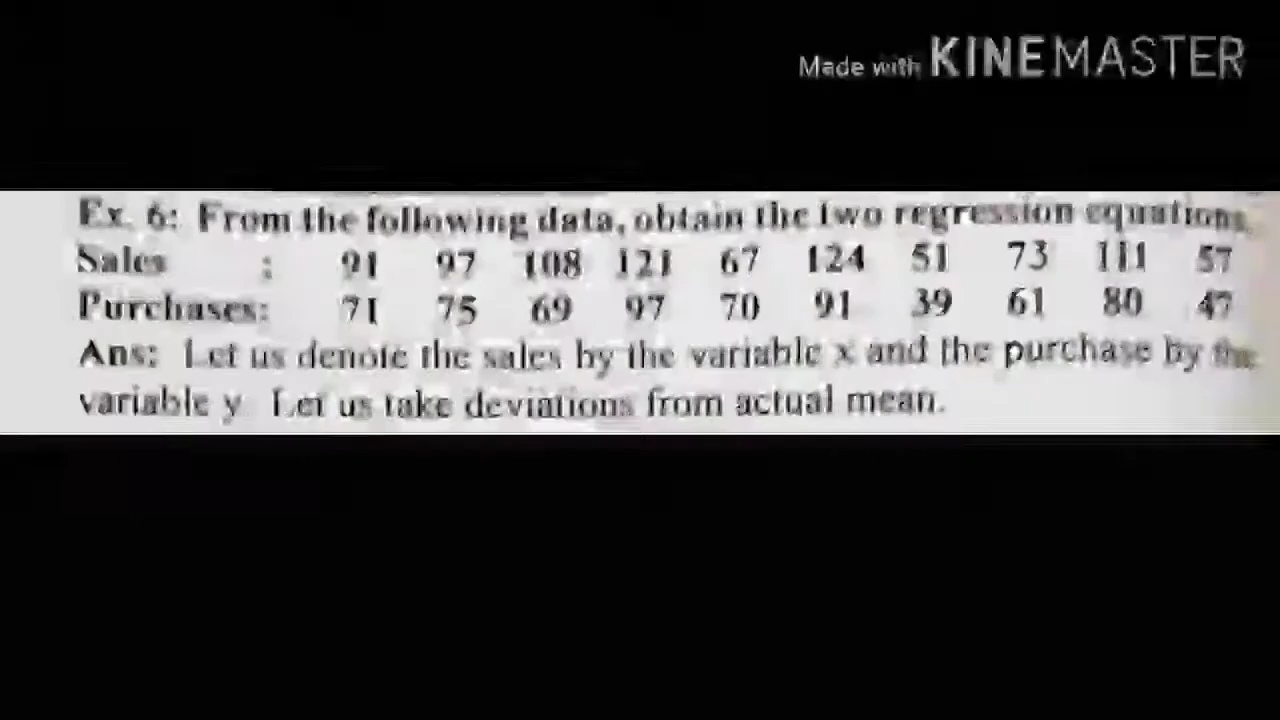 Made with KINEMASTER
Ex. 6: From the following data, obtain the two regression equations.
Sales : 91 97 108 121 67 124 51 73 111 57
Purchases: 71 75 69 97 70 91 39 61 80 47
Ans: Let us denote the sales by the variable x and the purchase by the
variable y Let us take deviations from actual mean.